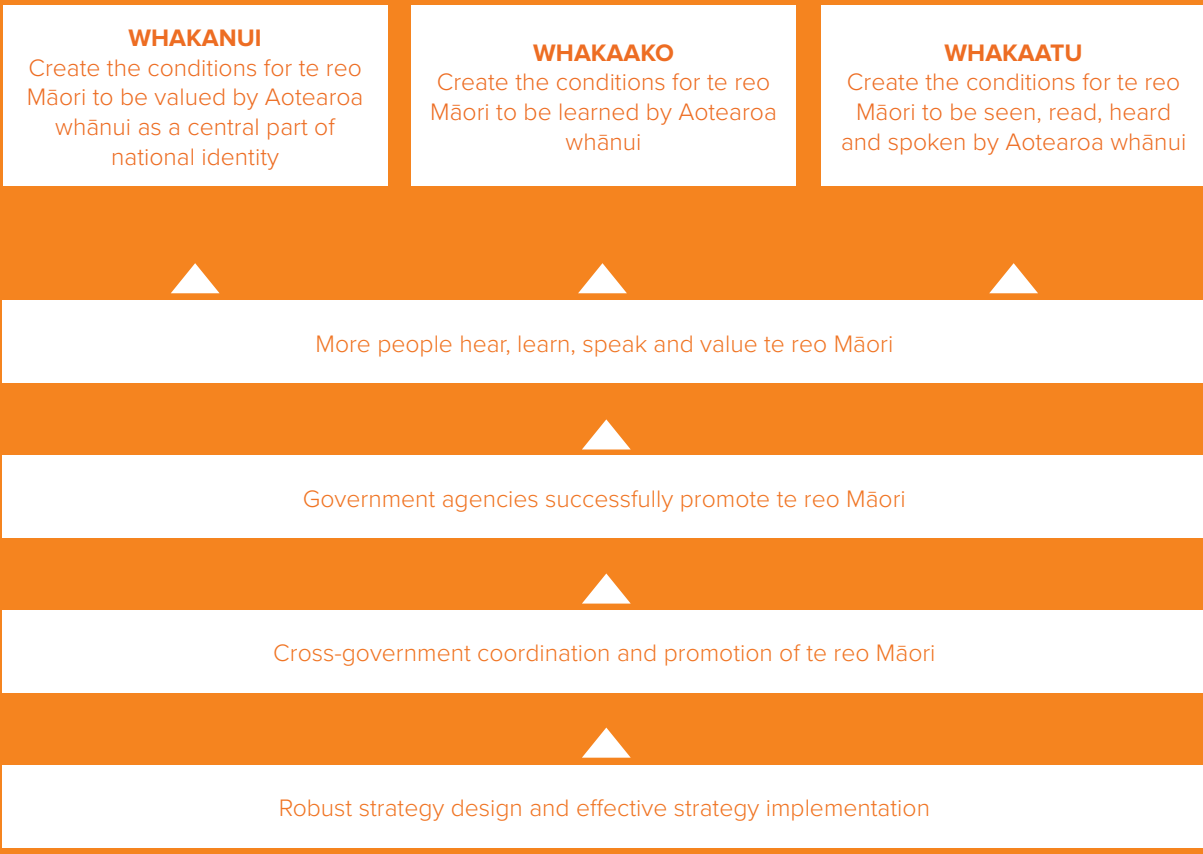 WHAKANUI
Create the conditions for te reo
Māori to be valued by Aotearoa
whānui as a central part of
national identity
WHAKAAKO
Create the conditions for te reo
Māori to be learned by Aotearoa
whānui
WHAKAATU
Create the conditions for te reo
Māori to be seen, read, heard
and spoken by Aotearoa whānui
More people hear, learn, speak and value te reo Māori
Government agencies successfully promote te reo Māori
Cross-government coordination and promotion of te reo Māori
Robust strategy design and effective strategy implementation